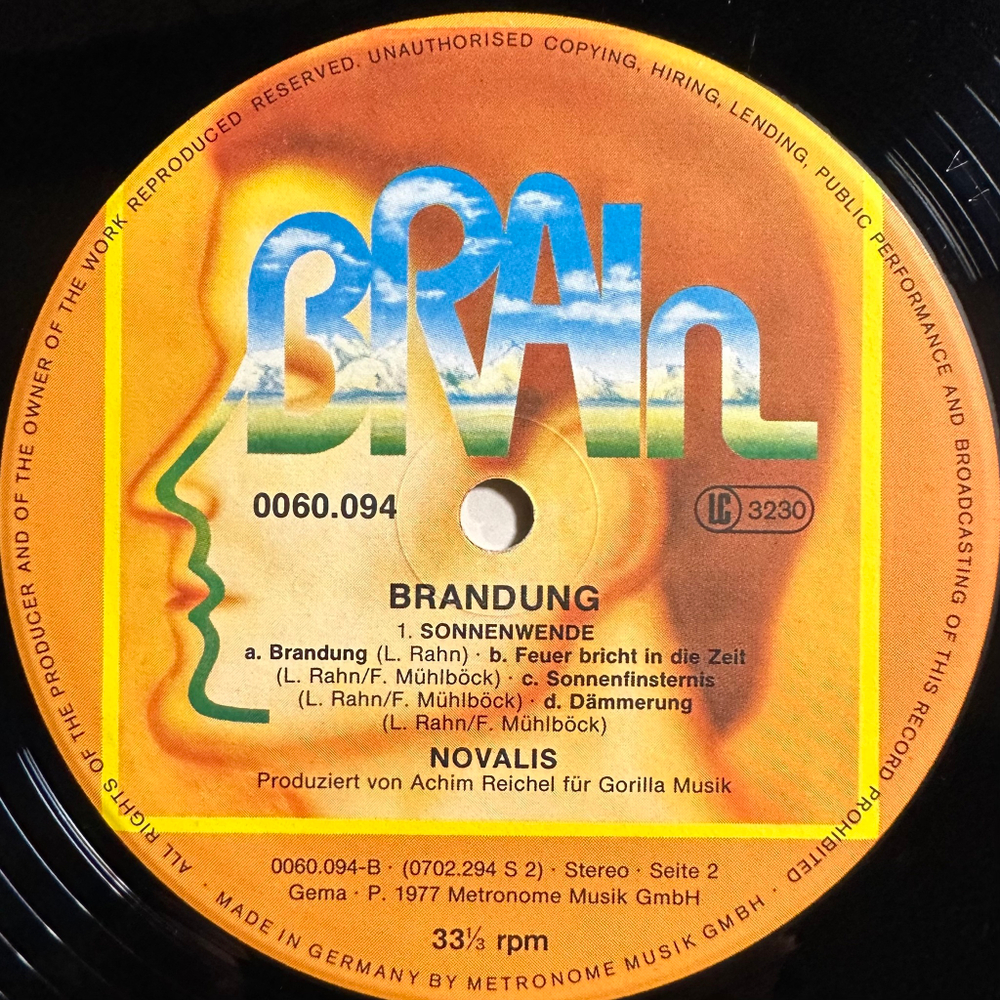 ALL RIGHTS OF THE PRODUCER AND OF THE OWNER OF THE WORK REPRODUCED RESERVED. UNAUTHORISED COPYING, HIRING, LENDING, PUBLIC PERFORMANCE AND BROADCASTING OF THIS RECORD PROHIBITED ·
BRAIn
0060.094
LC 3230
BRANDUNG
1. SONNENWENDE
a. Brandung (L. Rahn) · b. Feuer bricht in die Zeit
(L. Rahn/F. Mühlböck) · c. Sonnenfinsternis
(L. Rahn/F. Mühlböck) · d. Dämmerung
(L. Rahn/F. Mühlböck)
NOVALIS
Produziert von Achim Reichel für Gorilla Musik
0060.094-B · (0702.294 S 2) · Stereo · Seite 2
Gema · P. 1977 Metronome Musik GmbH
33⅓ rpm
MADE IN GERMANY BY METRONOME MUSIK GMBH ·